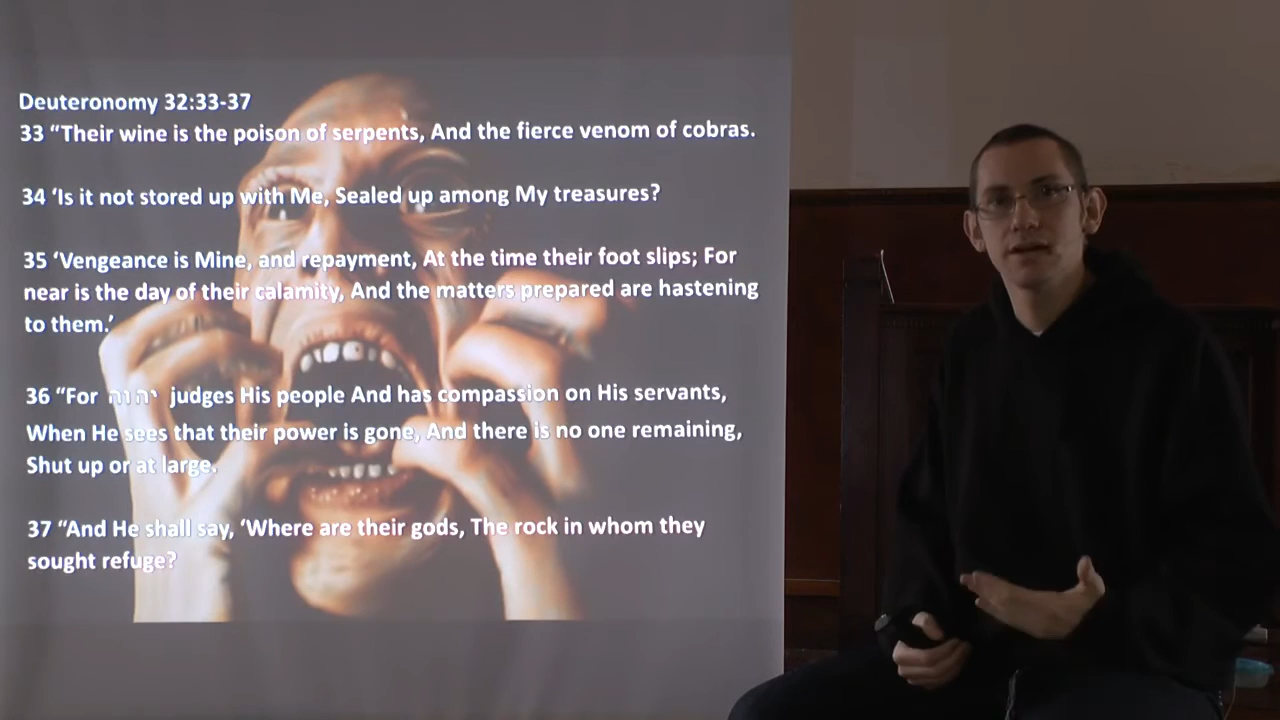 Deuteronomy 32:33-37
33 “Their wine is the poison of serpents, And the fierce venom of cobras.
34 ‘Is it not stored up with Me, Sealed up among My treasures?
35 ‘Vengeance is Mine, and repayment, At the time their foot slips; For
near is the day of their calamity, And the matters prepared are hastening
to them.’
36 “For יהוה judges His people And has compassion on His servants,
When He sees that their power is gone, And there is no one remaining,
Shut up or at large.
37 “And He shall say, ‘Where are their gods, The rock in whom they
sought refuge?